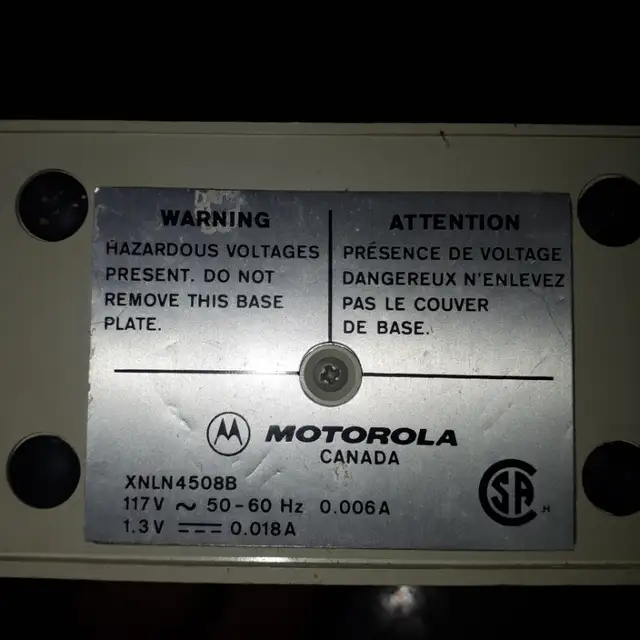 WARNING
HAZARDOUS VOLTAGES
PRESENT. DO NOT
REMOVE THIS BASE
PLATE.
ATTENTION
PRÉSENCE DE VOLTAGE
DANGEREUX N'ENLEVEZ
PAS LE COUVER
DE BASE.
MOTOROLA
CANADA
XNLN4508B
117V ~ 50-60 Hz 0.006A
1.3V ⎓ 0.018A
CSA
H